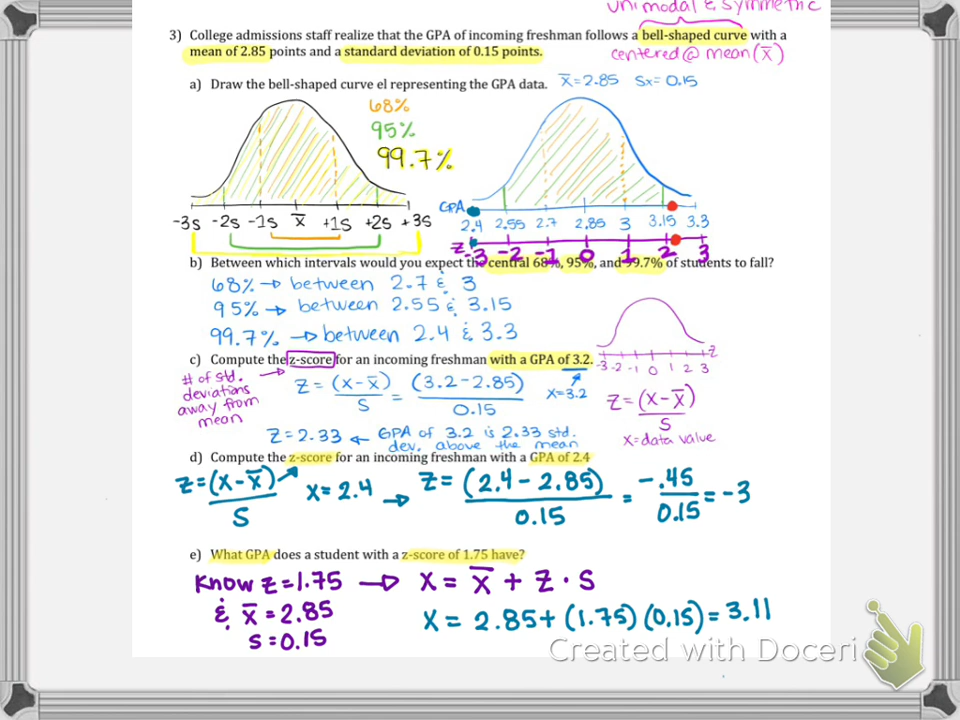 unimodal & symmetric
3) College admissions staff realize that the GPA of incoming freshman follows a bell-shaped curve with a
mean of 2.85 points and a standard deviation of 0.15 points.
centered @ mean (x̄)
a) Draw the bell-shaped curve el representing the GPA data.
x̄ = 2.85 Sx = 0.15
68%
95%
99.7%
-3s -2s -1s x̄ +1s +2s +3s
GPA
2.4 2.55 2.7 2.85 3 3.15 3.3
z -3 -2 -1 0 1 2 3
b) Between which intervals would you expect the central 68%, 95%, and 99.7% of students to fall?
68% → between 2.7 & 3
95% → between 2.55 & 3.15
99.7% → between 2.4 & 3.3
c) Compute the z-score for an incoming freshman with a GPA of 3.2.
-3 -2 -1 0 1 2 3 z
# of std. deviations away from mean →
z = (x - x̄)/s = (3.2 - 2.85)/0.15
x = 3.2
z = (x - x̄)/s
x = data value
z = 2.33 ← GPA of 3.2 is 2.33 std. dev. above the mean
d) Compute the z-score for an incoming freshman with a GPA of 2.4
z = (x - x̄)/s x = 2.4 → z = (2.4 - 2.85)/0.15 = -.45/0.15 = -3
e) What GPA does a student with a z-score of 1.75 have?
Know z = 1.75 → x = x̄ + z · s
& x̄ = 2.85
s = 0.15
x = 2.85 + (1.75)(0.15) = 3.11
Created with Doceri